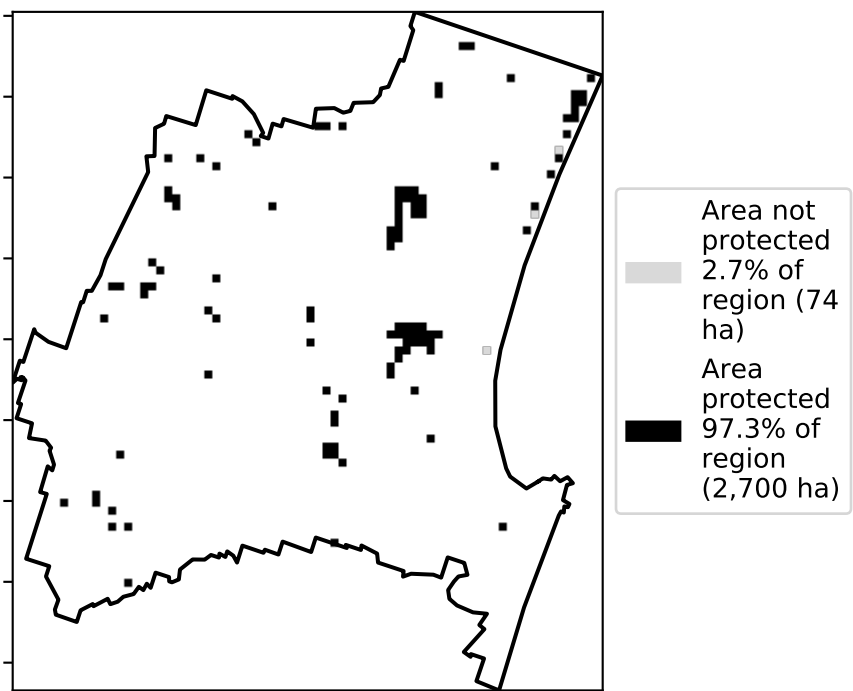 Area not
protected
2.7% of
region (74
ha)
Area
protected
97.3% of
region
(2,700 ha)